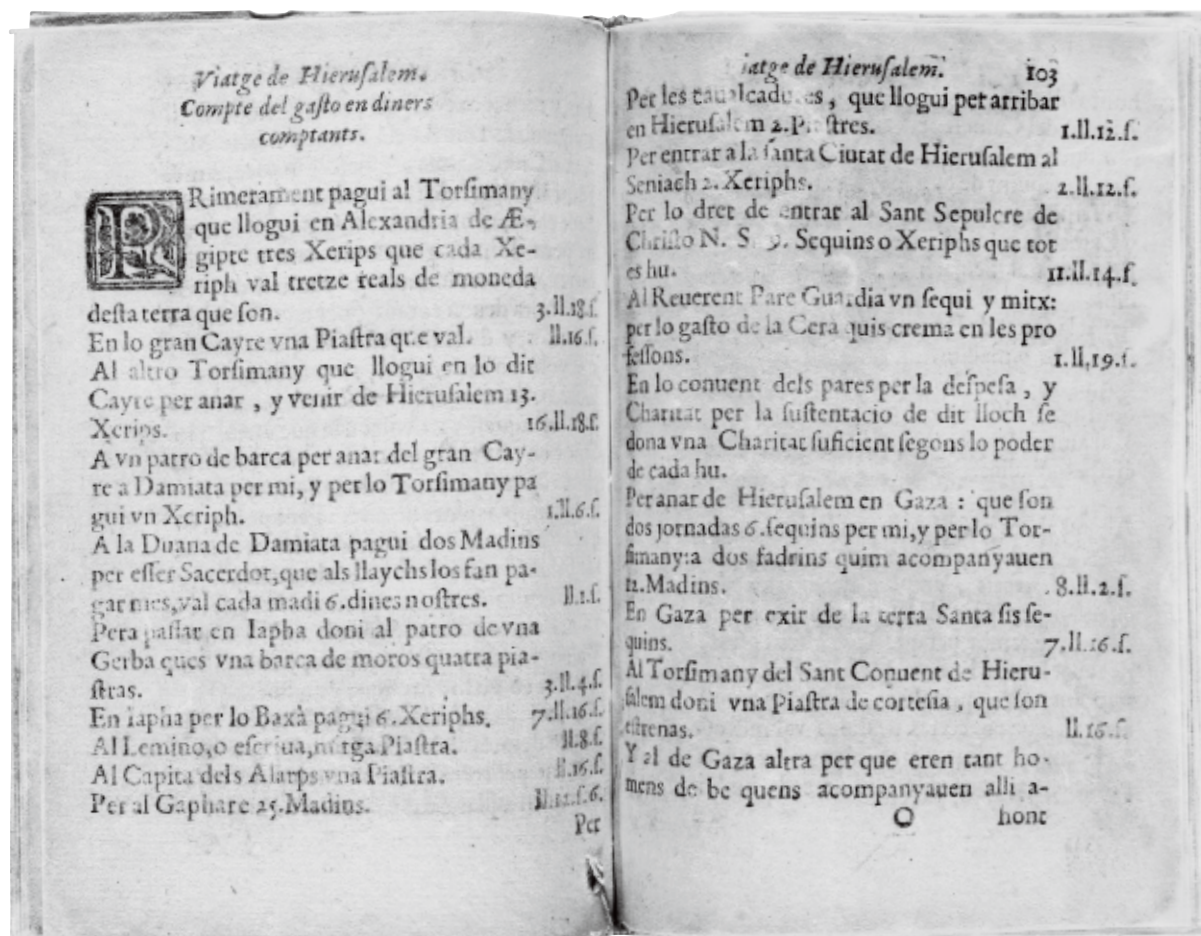 Viatge de Hierusalem.
Compte del gasto en diners
comptants.
PRimerament pagui al Torsimany
que llogui en Alexandria de Æ-
gipte tres Xerips que cada Xe-
riph val tretze reals de moneda
desta terra que son. 3.ll.18.s.
En lo gran Cayre vna Piastra que val. ll.16.s.
Al altro Torsimany que llogui en lo dit
Cayre per anar, y venir de Hierusalem 13.
Xerips. 16.ll.18.s.
A vn patro de barca per anar del gran Cay-
re a Damiata per mi, y per lo Torsimany pa
gui vn Xeriph. 1.ll.6.s.
A la Duana de Damiata pagui dos Madins
per esser Sacerdot, que als llaychs los fan pa-
gar mes, val cada madi 6. dines nostres. ll.1.s.
Pera passar en Iapha doni al patro de vna
Gerba ques vna barca de moros quatra pia-
stras. 3.ll.4.s.
En Iapha per lo Baxà pagui 6. Xeriphs. 7.ll.16.s.
Al Lemino, o escriua, mitga Piastra. ll.8.s.
Al Capita dels Alarps vna Piastra. ll.16.s.
Per al Gaphare 25. Madins. ll.12.s.6.
Per
iatge de Hierusalem. 103
Per les caualcadures, que llogui per arribar
en Hierusalem 2. Piastres. 1.ll.12.s.
Per entrar a la santa Ciutat de Hierusalem al
Seniach 2. Xeriphs. 2.ll.12.s.
Per lo dret de entrar al Sant Sepulcre de
Christo N. S. 9. Sequins o Xeriphs que tot
es hu. 11.ll.14.s.
Al Reuerent Pare Guardia vn sequi y mitx:
per lo gasto de la Cera quis crema en les pro
fessons. 1.ll.19.s.
En lo conuent dels pares per la despesa, y
Charitat per la sustentacio de dit lloch se
dona vna Charitat suficient segons lo poder
de cada hu.
Per anar de Hierusalem en Gaza: que son
dos jornadas 6. sequins per mi, y per lo Tor-
simany: a dos fadrins quim acompanyauen
12. Madins. 8.ll.2.s.
En Gaza per exir de la terra Santa sis se-
quins. 7.ll.16.s.
Al Torsimany del Sant Conuent de Hieru-
salem doni vna Piastra de cortesia, que son
estrenas. ll.16.s.
Y al de Gaza altra per que eren tant ho-
mens de be quens acompanyauen alli a-
O hont